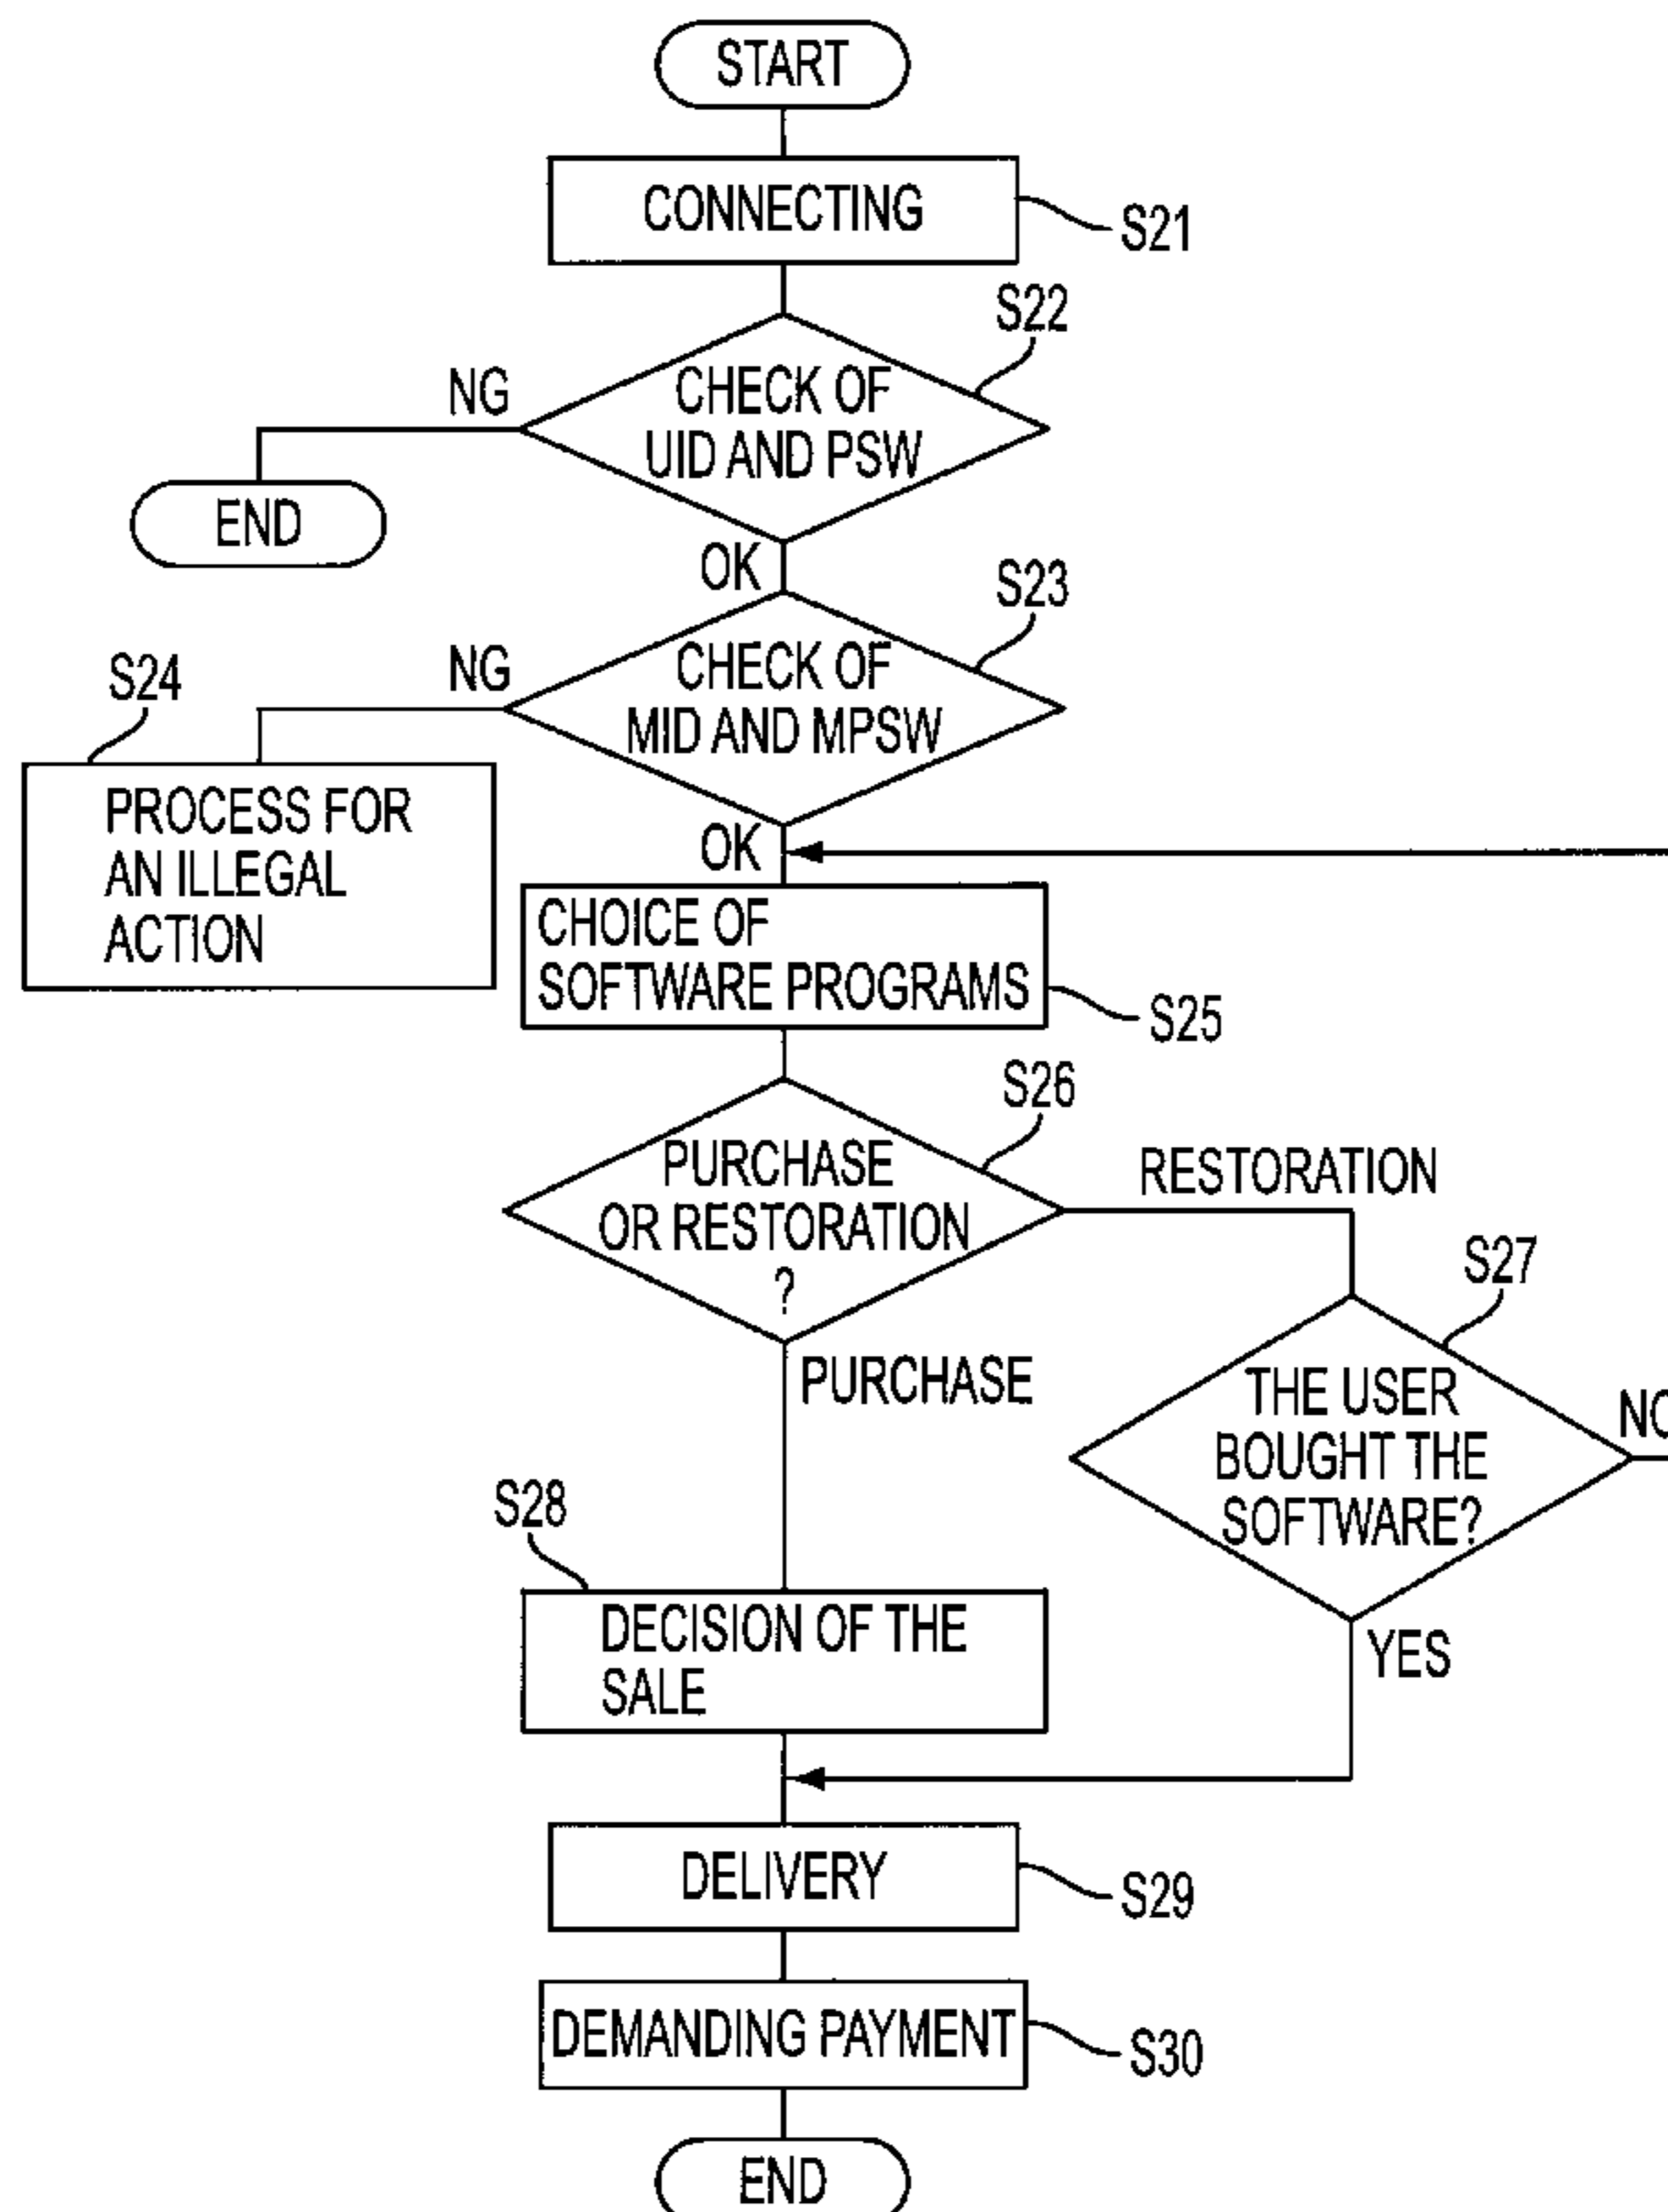 START
CONNECTING
S21
S22
NG
CHECK OF
UID AND PSW
END
OK
S23
NG
CHECK OF
MID AND MPSW
S24
PROCESS FOR
AN ILLEGAL
ACTION
OK
CHOICE OF
SOFTWARE PROGRAMS
S25
S26
PURCHASE
OR RESTORATION
?
RESTORATION
PURCHASE
S27
THE USER
BOUGHT THE
SOFTWARE?
NO
YES
S28
DECISION OF THE
SALE
DELIVERY
S29
DEMANDING PAYMENT
S30
END